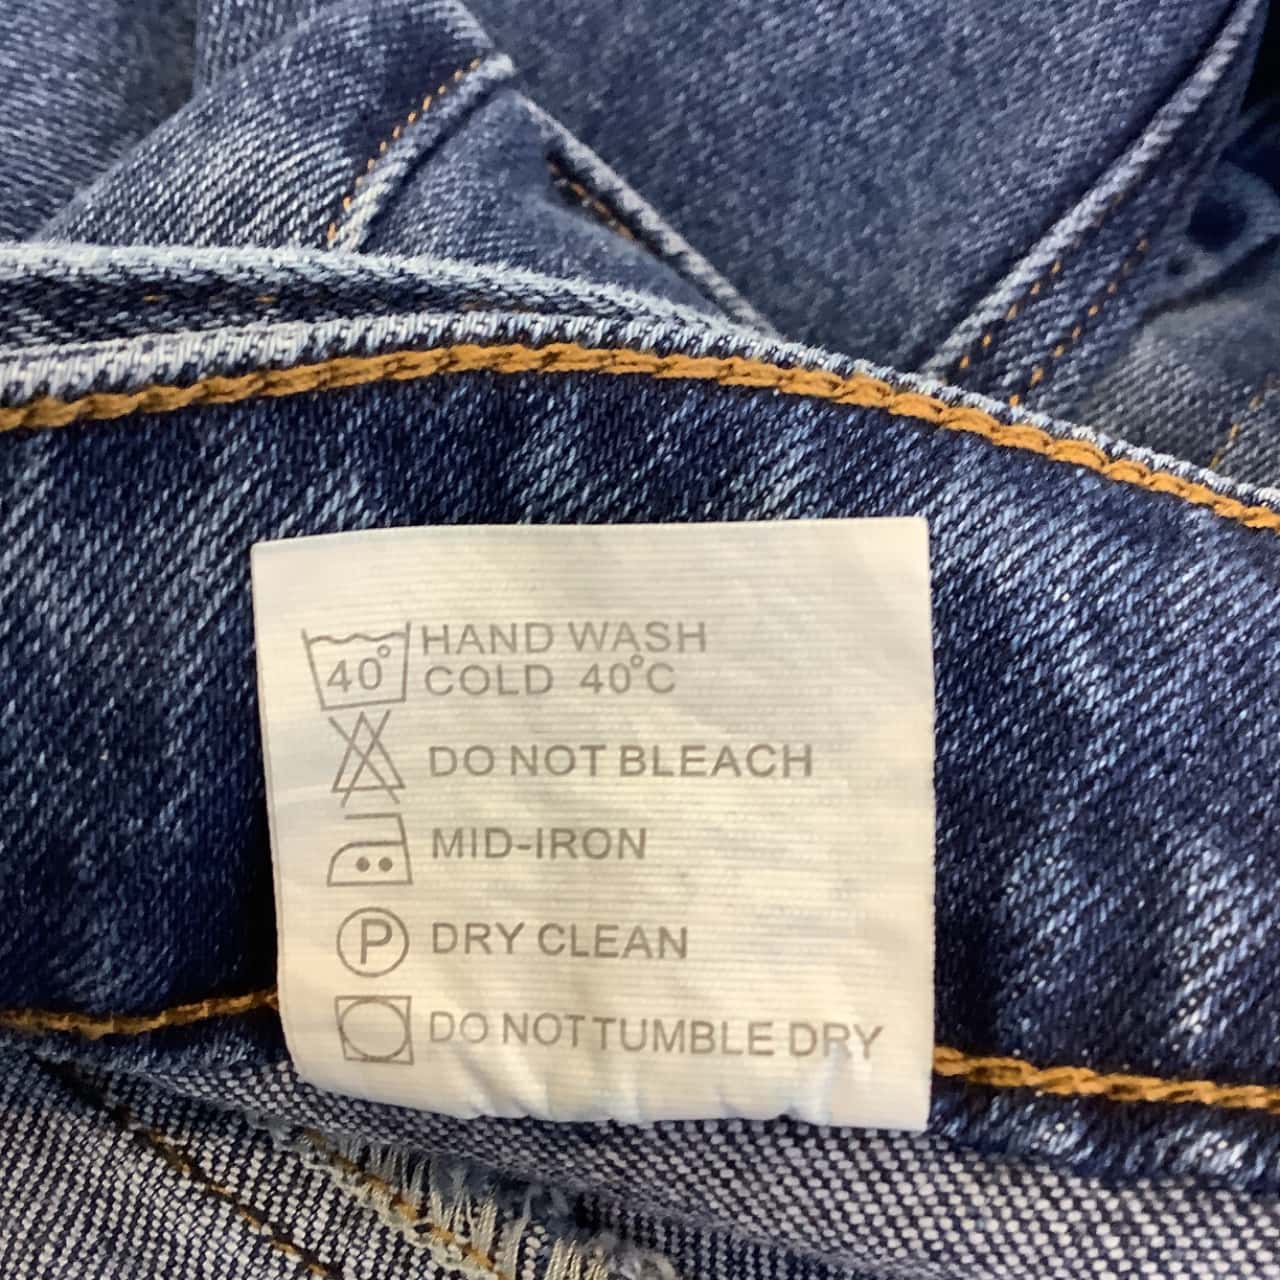 40° HAND WASH
COLD 40°C
DO NOT BLEACH
MID-IRON
P DRY CLEAN
DO NOT TUMBLE DRY